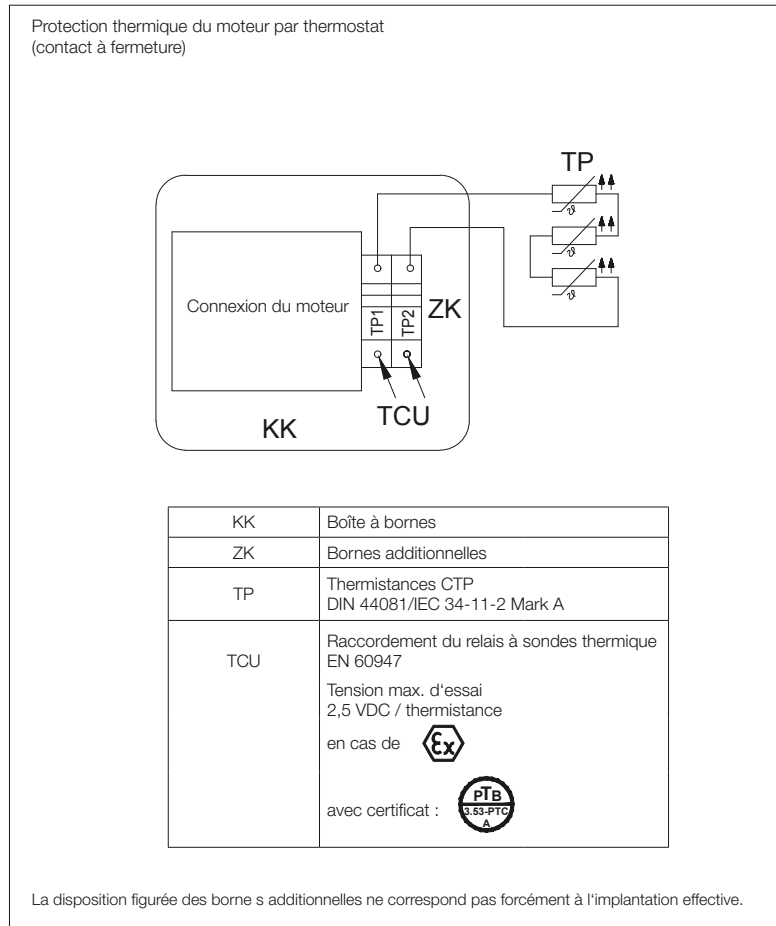 Protection thermique du moteur par thermostat
(contact à fermeture)
TP
ϑ
ϑ
ϑ
Connexion du moteur
TP1
TP2
ZK
TCU
KK
KK Boîte à bornes
ZK Bornes additionnelles
TP Thermistances CTP
DIN 44081/IEC 34-11-2 Mark A
TCU Raccordement du relais à sondes thermique
EN 60947
Tension max. d‘essai
2,5 VDC / thermistance
en cas de εx
avec certificat : PTB
3.53-PTC
A
La disposition figurée des borne s additionnelles ne correspond pas forcément à l‘implantation effective.